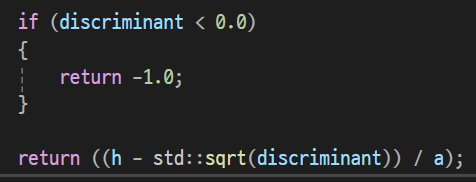 if (discriminant < 0.0)
{
    return -1.0;
}
return ((h - std::sqrt(discriminant)) / a);